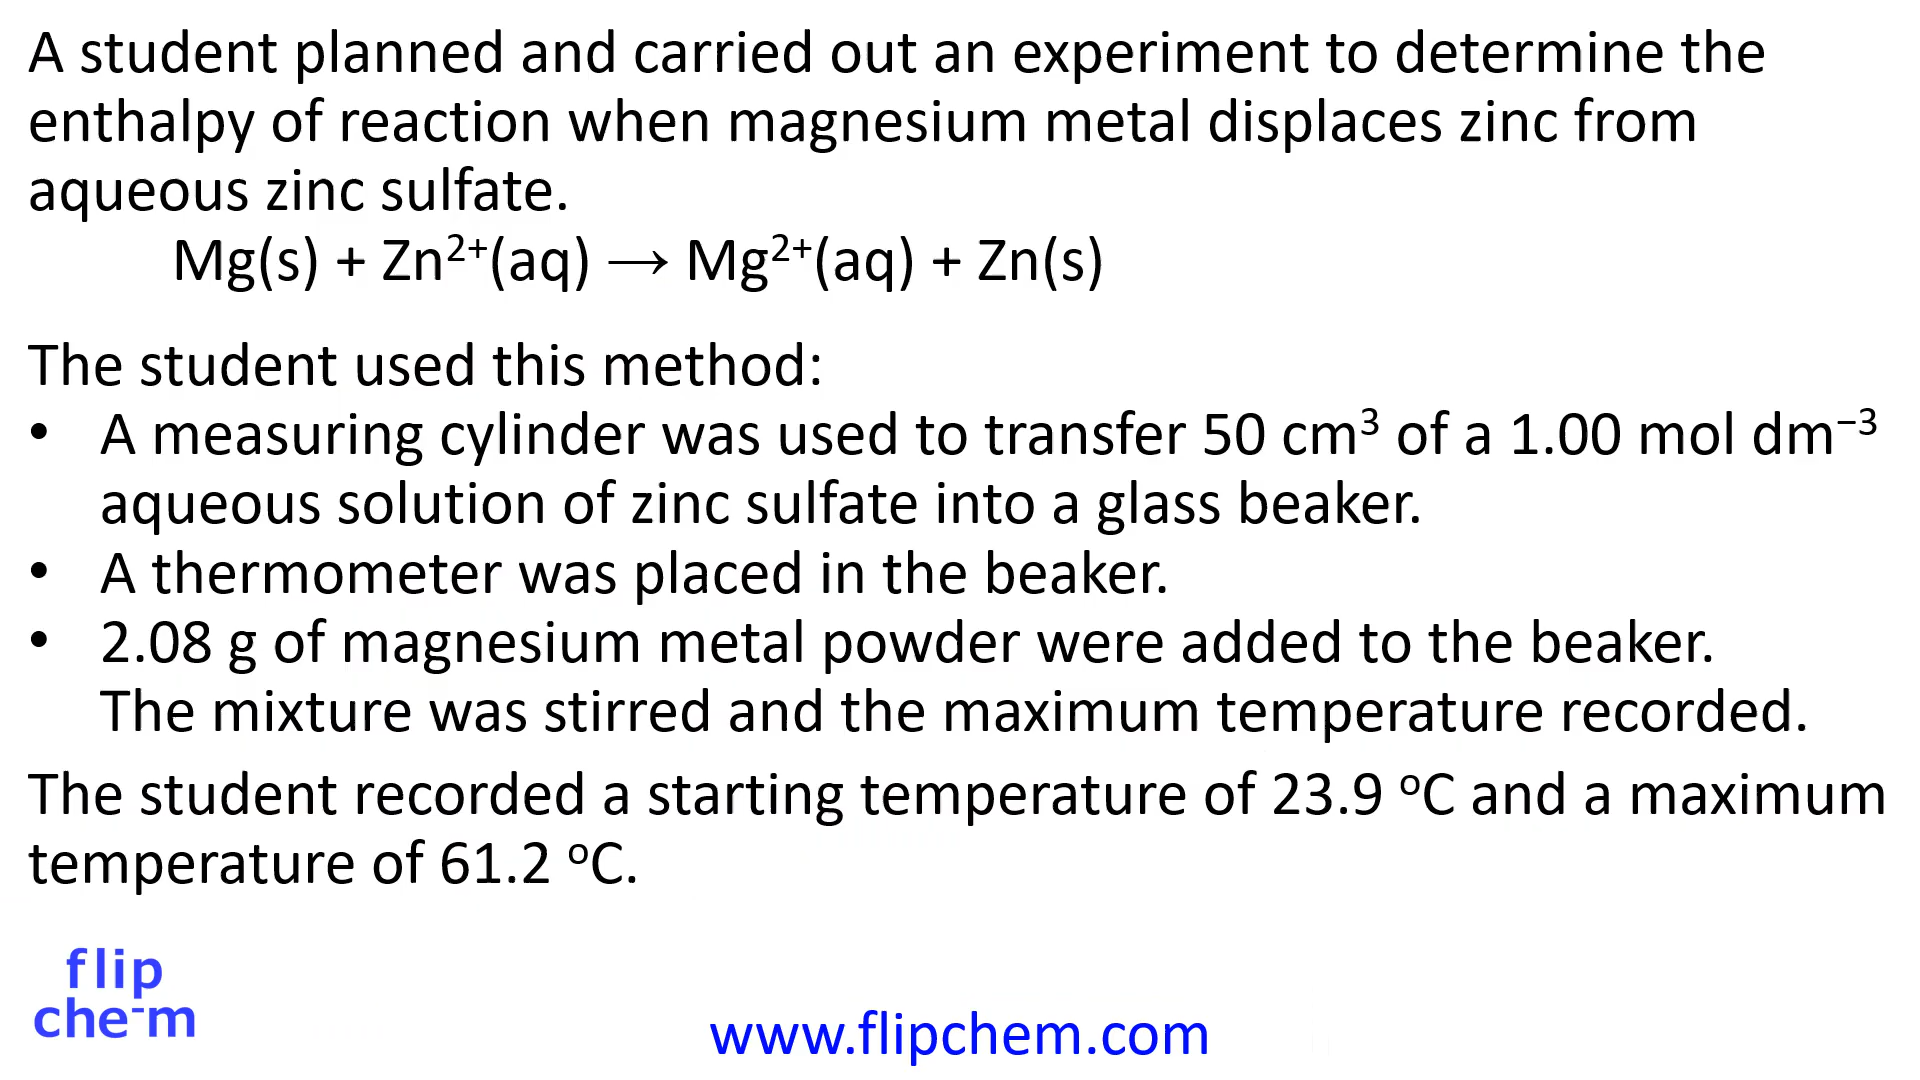 A student planned and carried out an experiment to determine the
enthalpy of reaction when magnesium metal displaces zinc from
aqueous zinc sulfate.
Mg(s) + Zn²⁺(aq) → Mg²⁺(aq) + Zn(s)
The student used this method:
• A measuring cylinder was used to transfer 50 cm³ of a 1.00 mol dm⁻³
aqueous solution of zinc sulfate into a glass beaker.
• A thermometer was placed in the beaker.
• 2.08 g of magnesium metal powder were added to the beaker.
The mixture was stirred and the maximum temperature recorded.
The student recorded a starting temperature of 23.9 ᵒC and a maximum
temperature of 61.2 ᵒC.
flip
che-m
www.flipchem.com